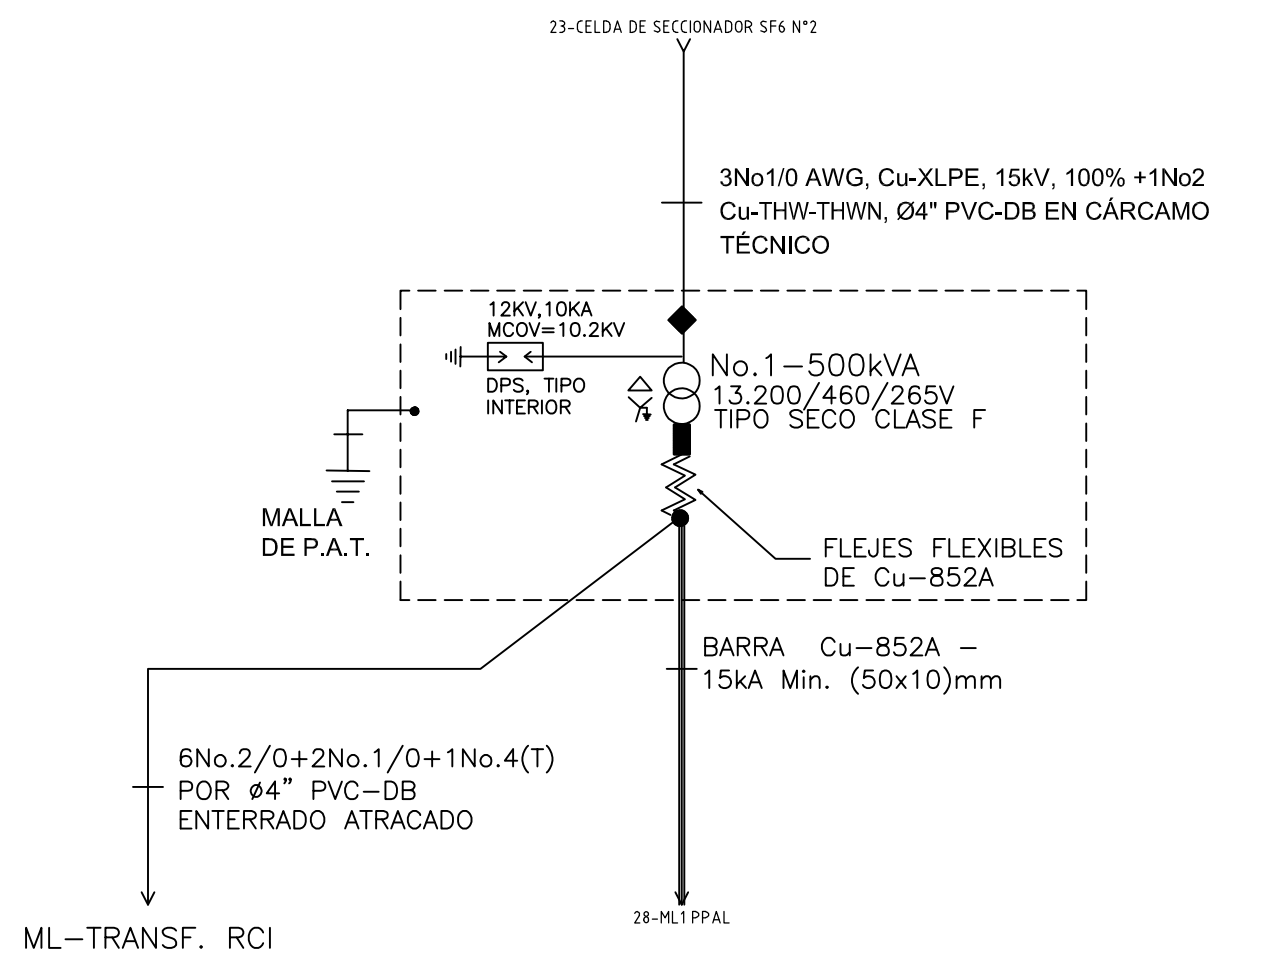 23-CELDA DE SECCIONADOR SF6 N°2
3No1/0 AWG, Cu-XLPE, 15kV, 100% +1No2
Cu-THW-THWN, Ø4" PVC-DB EN CÁRCAMO
TÉCNICO
12KV,10KA
MCOV=10.2KV
DPS, TIPO
INTERIOR
No.1-500kVA
13.200/460/265V
TIPO SECO CLASE F
MALLA
DE P.A.T.
FLEJES FLEXIBLES
DE Cu-852A
BARRA Cu-852A -
15kA Min. (50x10)mm
6No.2/0+2No.1/0+1No.4(T)
POR ø4” PVC-DB
ENTERRADO ATRACADO
28-ML1 PPAL
ML-TRANSF. RCI